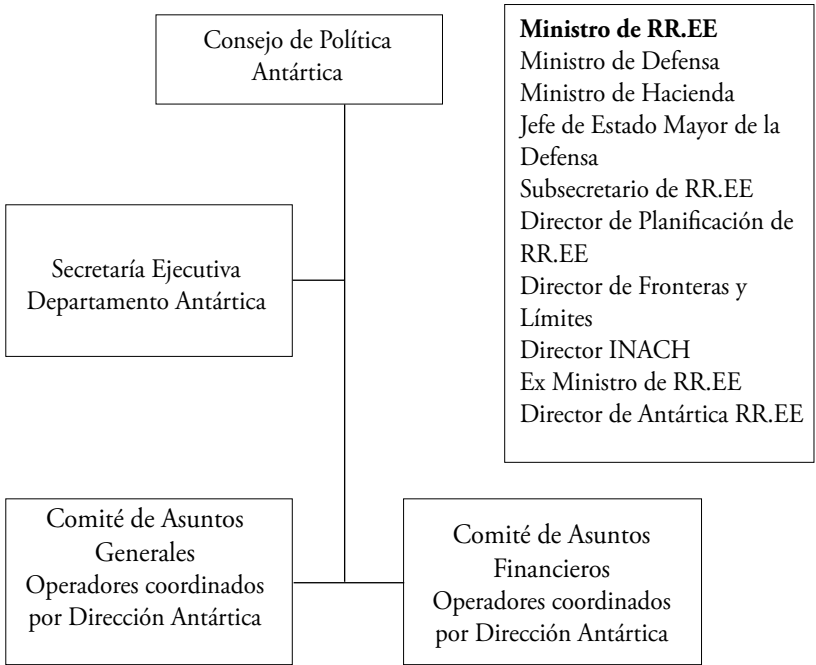 Consejo de Política
Antártica
Ministro de RR.EE
Ministro de Defensa
Ministro de Hacienda
Jefe de Estado Mayor de la
Defensa
Subsecretario de RR.EE
Director de Planificación de
RR.EE
Director de Fronteras y
Límites
Director INACH
Ex Ministro de RR.EE
Director de Antártica RR.EE
Secretaría Ejecutiva
Departamento Antártica
Comité de Asuntos
Generales
Operadores coordinados
por Dirección Antártica
Comité de Asuntos
Financieros
Operadores coordinados
por Dirección Antártica